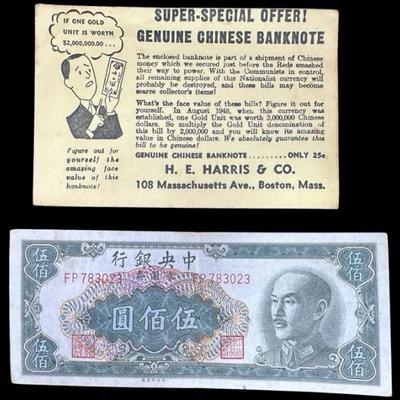 IF ONE GOLD
UNIT IS WORTH
$2,000,000.00...
SUPER-SPECIAL OFFER!
GENUINE CHINESE BANKNOTE
The enclosed banknote is part of a shipment of Chinese
money which we secured just before the Reds smashed
their way to power. With the Communists in control,
all remaining supplies of this Nationalist currency will
probably be destroyed, and these bills may become
scarce collector's items!
What's the face value of these bills? Figure it out for
yourself. In August 1948, when this currency was
established, one Gold Unit was worth 2,000,000 Chinese
dollars. So multiply the Gold Unit denomination of
this bill by 2,000,000 and you will know its amazing
value in Chinese dollars. We absolutely guarantee this
bill to be genuine!
Figure out for
yourself the
amazing face
value of this
banknote!
GENUINE CHINESE BANKNOTE.........ONLY 25¢
H. E. HARRIS & CO.
108 Massachusetts Ave., Boston, Mass.
伍佰
行銀央中
伍佰
FP 783023
FP 783023
圓佰伍
伍佰
伍佰